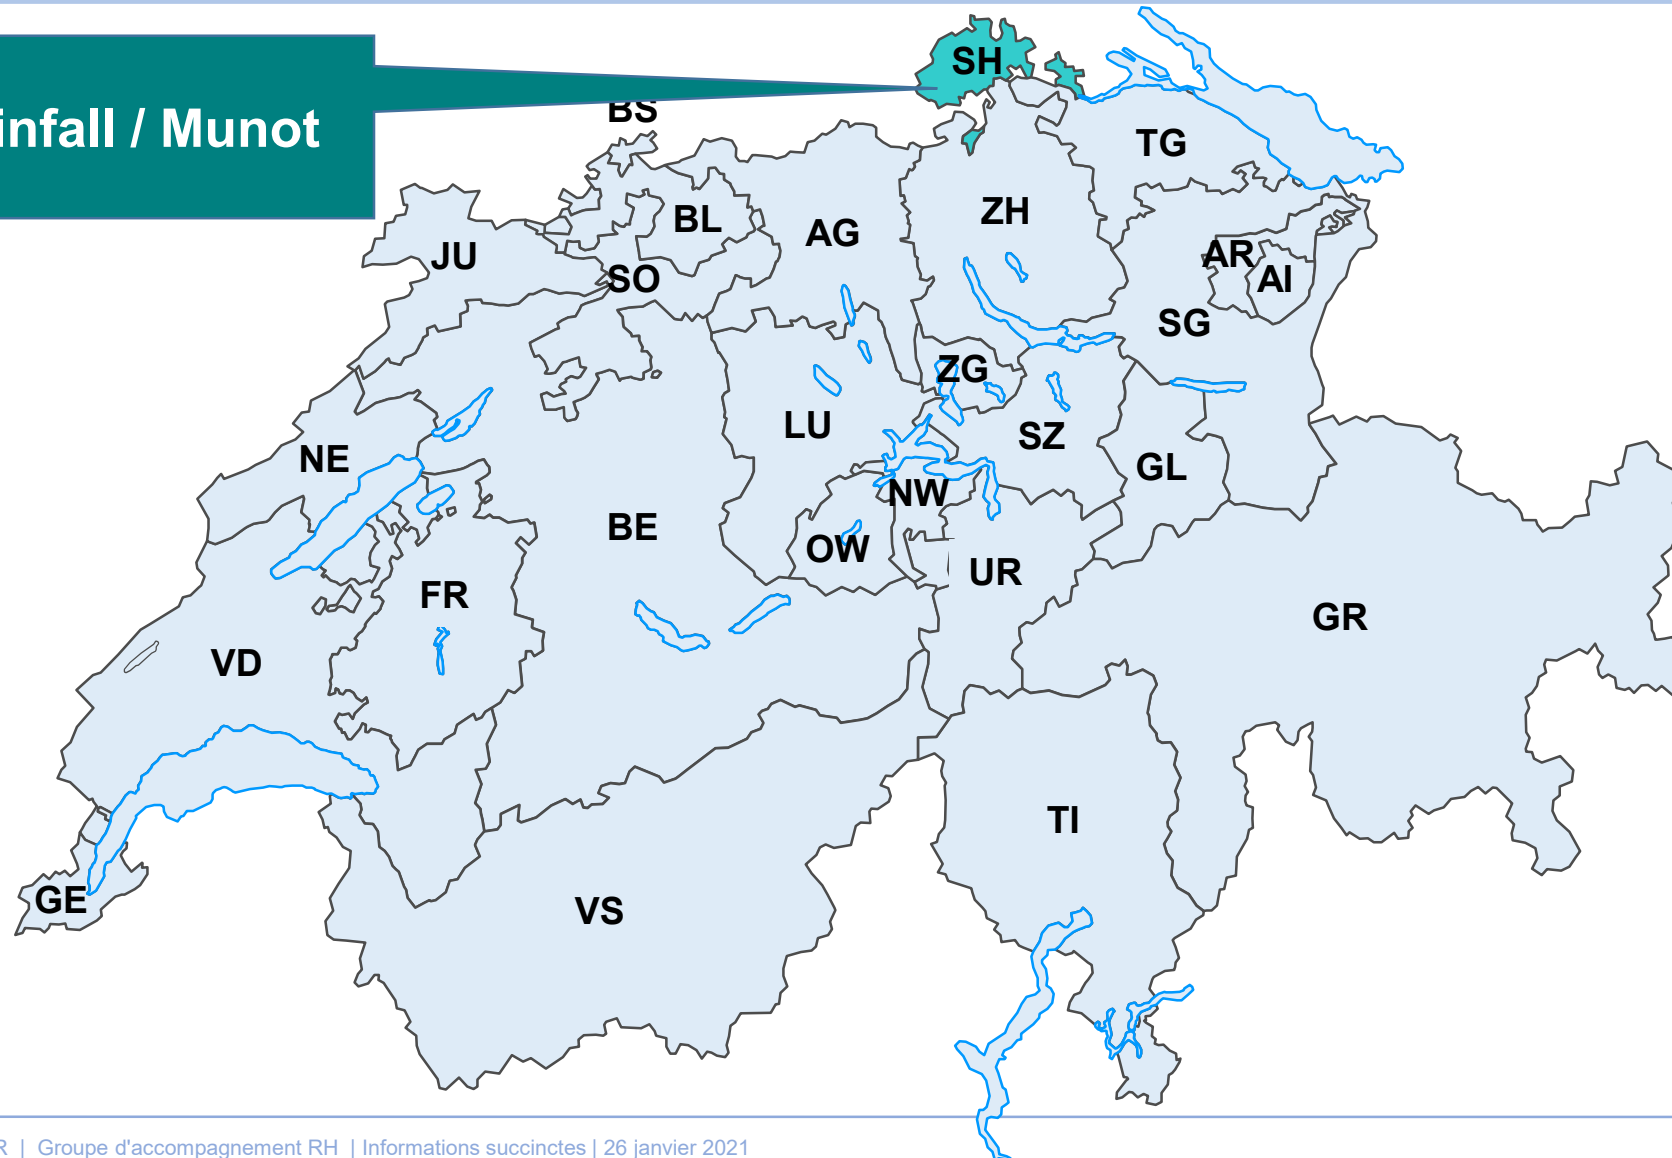 infall / Munot
SH
BS
TG
ZH
BL
AG
JU
AR
SO
AI
SG
ZG
LU
SZ
NE
GL
NW
BE
OW
UR
FR
GR
VD
TI
GE
VS
R | Groupe d'accompagnement RH | Informations succinctes | 26 janvier 2021